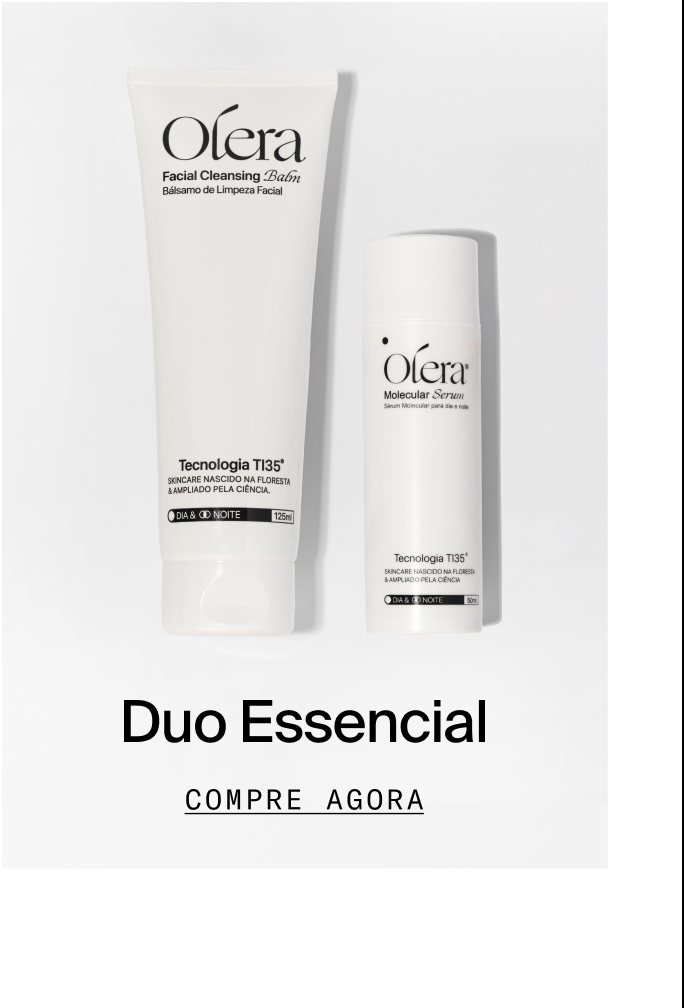 Olera
Facial Cleansing Balm
Bálsamo de Limpeza Facial
Tecnologia TI35®
SKINCARE NASCIDO NA FLORESTA
& AMPLIADO PELA CIÊNCIA.
DIA & NOITE 125ml
Olera®
Molecular Serum
Serum Molecular para dia e noite
Tecnologia TI35®
SKINCARE NASCIDO NA FLORESTA
& AMPLIADO PELA CIÊNCIA
DIA & NOITE 50ml
Duo Essencial
COMPRE AGORA